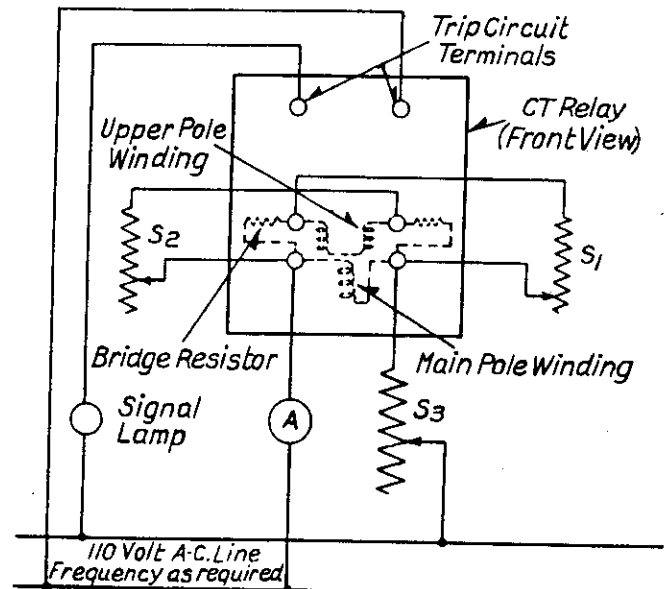 Trip Circuit
Terminals
CT Relay
(Front View)
Upper Pole
Winding
S2
S1
Bridge Resistor
Main Pole Winding
S3
Signal
Lamp
A
110 Volt A-C. Line
Frequency as required